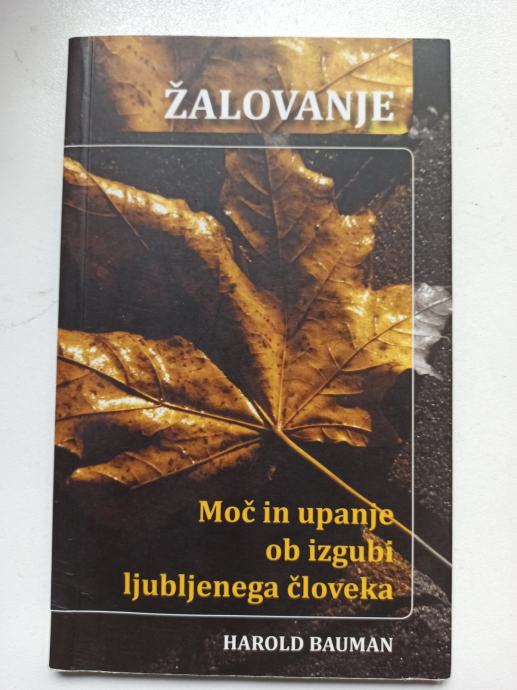 ŽALOVANJE
Moč in upanje
ob izgubi
ljubljenega človeka
HAROLD BAUMAN